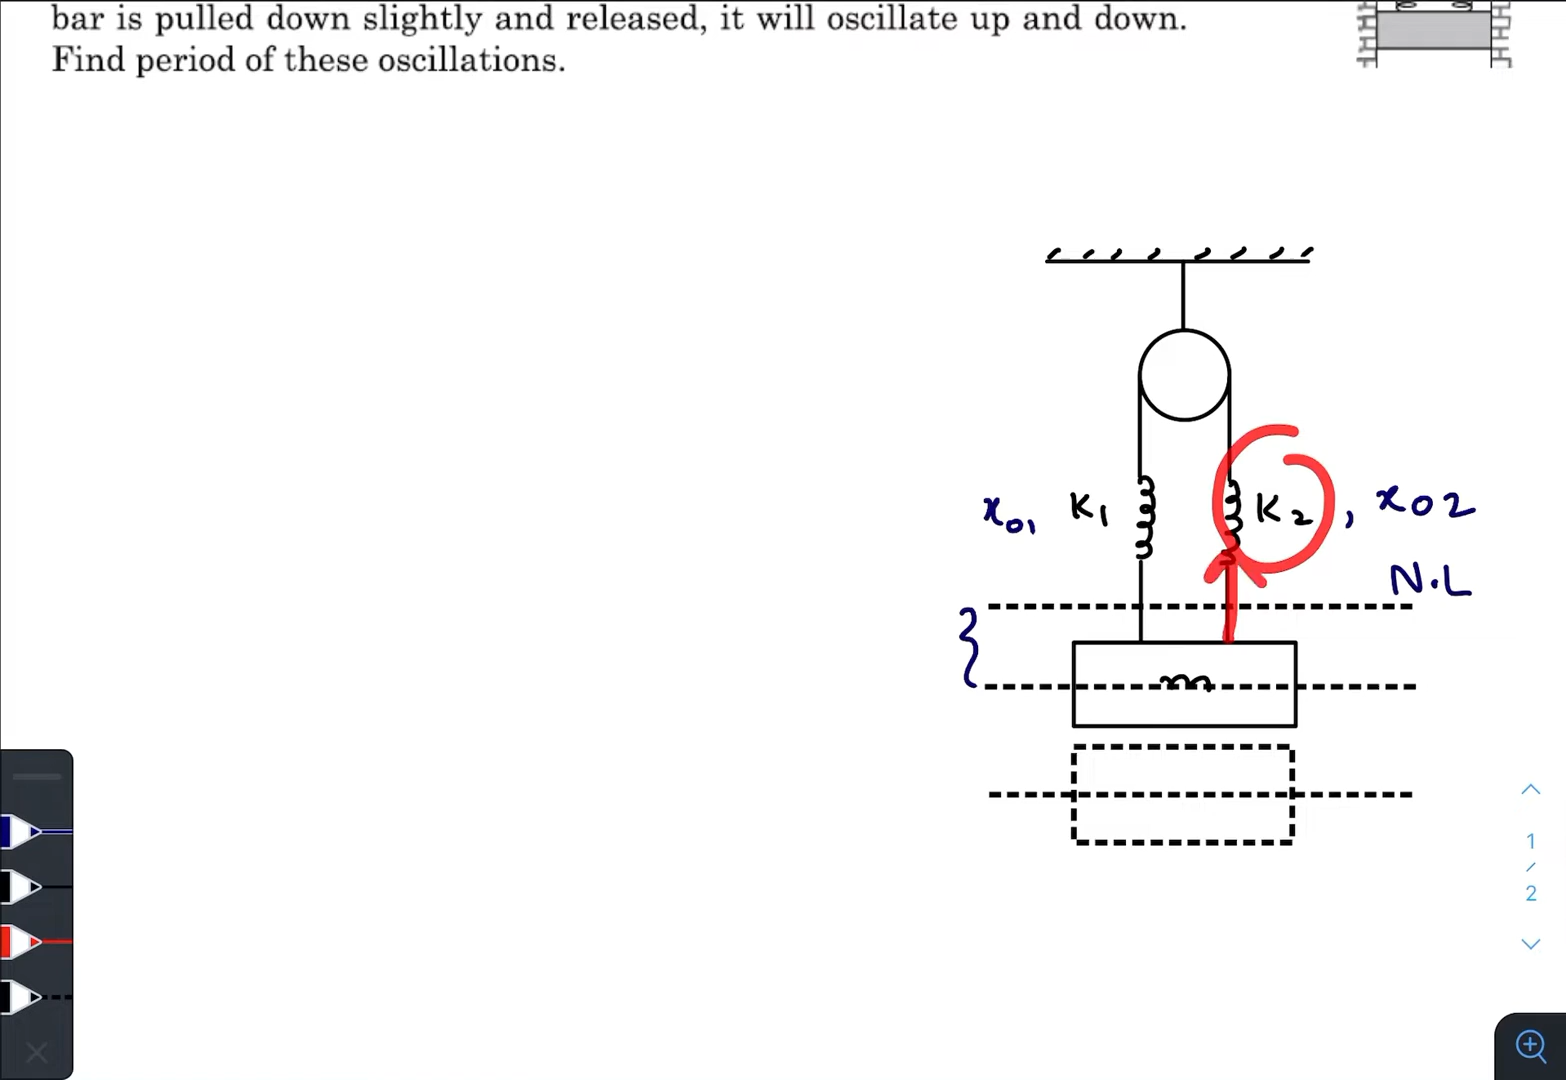 bar is pulled down slightly and released, it will oscillate up and down.
Find period of these oscillations.
x01 K1 K2, x02
N.L
m
1
/
2